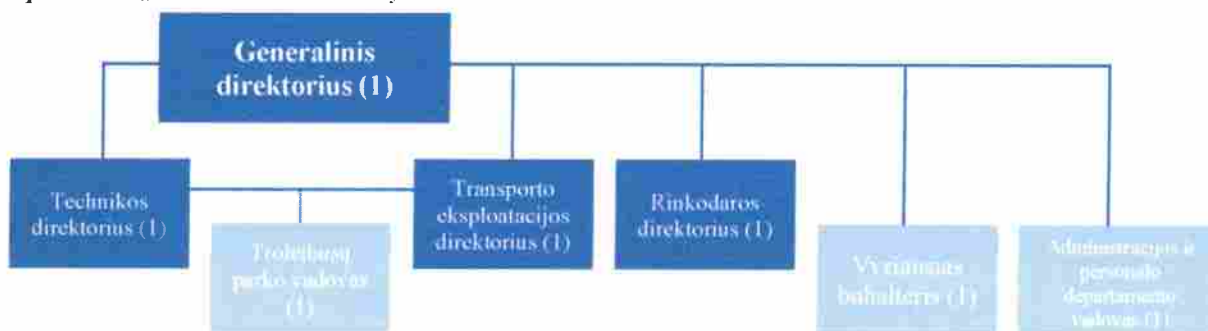 Generalinis
direktorius (1)
Technikos
direktorius (1)
Transporto
eksploatacijos
direktorius (1)
Rinkodaros
direktorius (1)
Troleibusų
parko vadovas
(1)
Vyriausias
buhalteris (1)
Administracijos ir
personalo
departamento
vadovas (1)